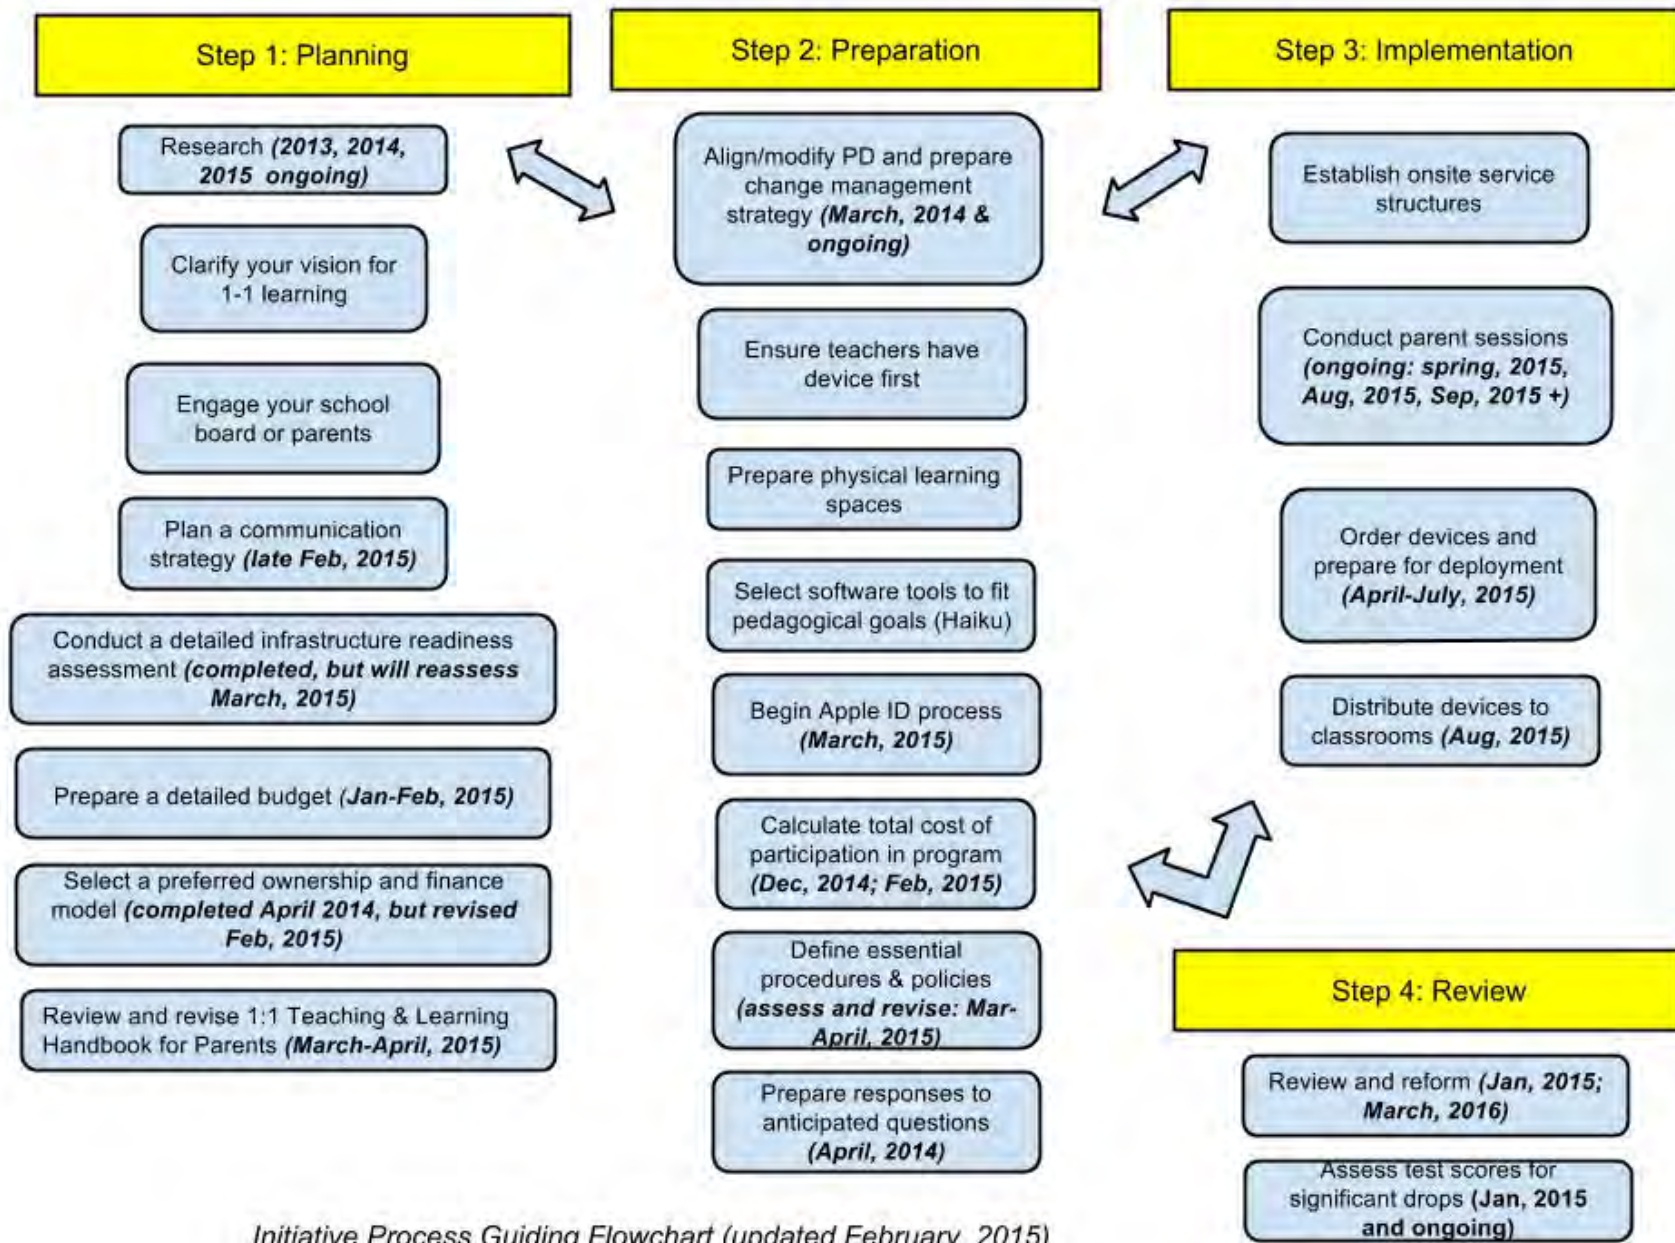 Step 1: Planning
Research (2013, 2014,
2015 ongoing)
Clarify your vision for
1-1 learning
Engage your school
board or parents
Plan a communication
strategy (late Feb, 2015)
Conduct a detailed infrastructure readiness
assessment (completed, but will reassess
March, 2015)
Prepare a detailed budget (Jan-Feb, 2015)
Select a preferred ownership and finance
model (completed April 2014, but revised
Feb, 2015)
Review and revise 1:1 Teaching & Learning
Handbook for Parents (March-April, 2015)
Step 2: Preparation
Align/modify PD and prepare
change management
strategy (March, 2014 &
ongoing)
Ensure teachers have
device first
Prepare physical learning
spaces
Select software tools to fit
pedagogical goals (Haiku)
Begin Apple ID process
(March, 2015)
Calculate total cost of
participation in program
(Dec, 2014; Feb, 2015)
Define essential
procedures & policies
(assess and revise: Mar-
April, 2015)
Prepare responses to
anticipated questions
(April, 2014)
Step 3: Implementation
Establish onsite service
structures
Conduct parent sessions
(ongoing: spring, 2015,
Aug, 2015, Sep, 2015 +)
Order devices and
prepare for deployment
(April-July, 2015)
Distribute devices to
classrooms (Aug, 2015)
Step 4: Review
Review and reform (Jan, 2015;
March, 2016)
Assess test scores for
significant drops (Jan, 2015
and ongoing)
Initiative Process Guiding Flowchart (updated February, 2015)